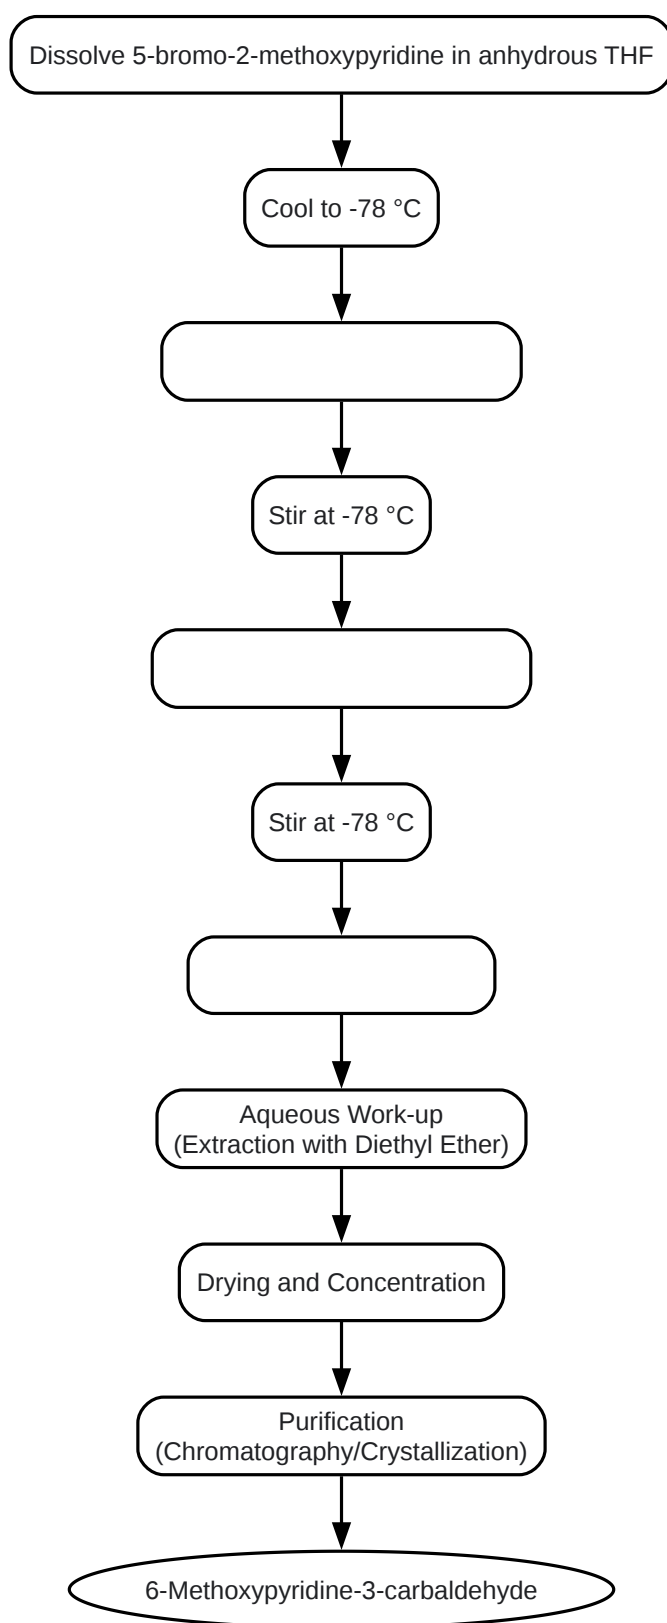 Dissolve 5-bromo-2-methoxypyridine in anhydrous THF
Cool to -78 °C
Stir at -78 °C
Stir at -78 °C
Aqueous Work-up
(Extraction with Diethyl Ether)
Drying and Concentration
Purification
(Chromatography/Crystallization)
6-Methoxypyridine-3-carbaldehyde